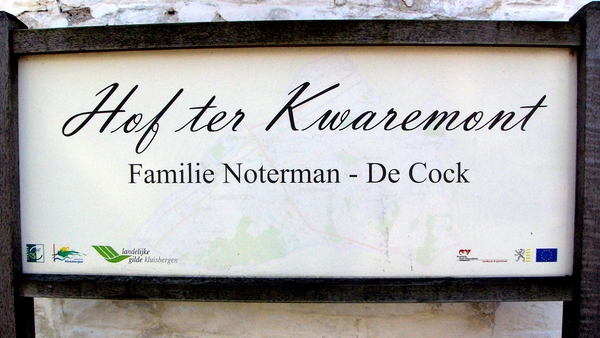 Hof ter Kwaremont
Familie Noterman - De Cock
landelijke
gilde kluisbergen